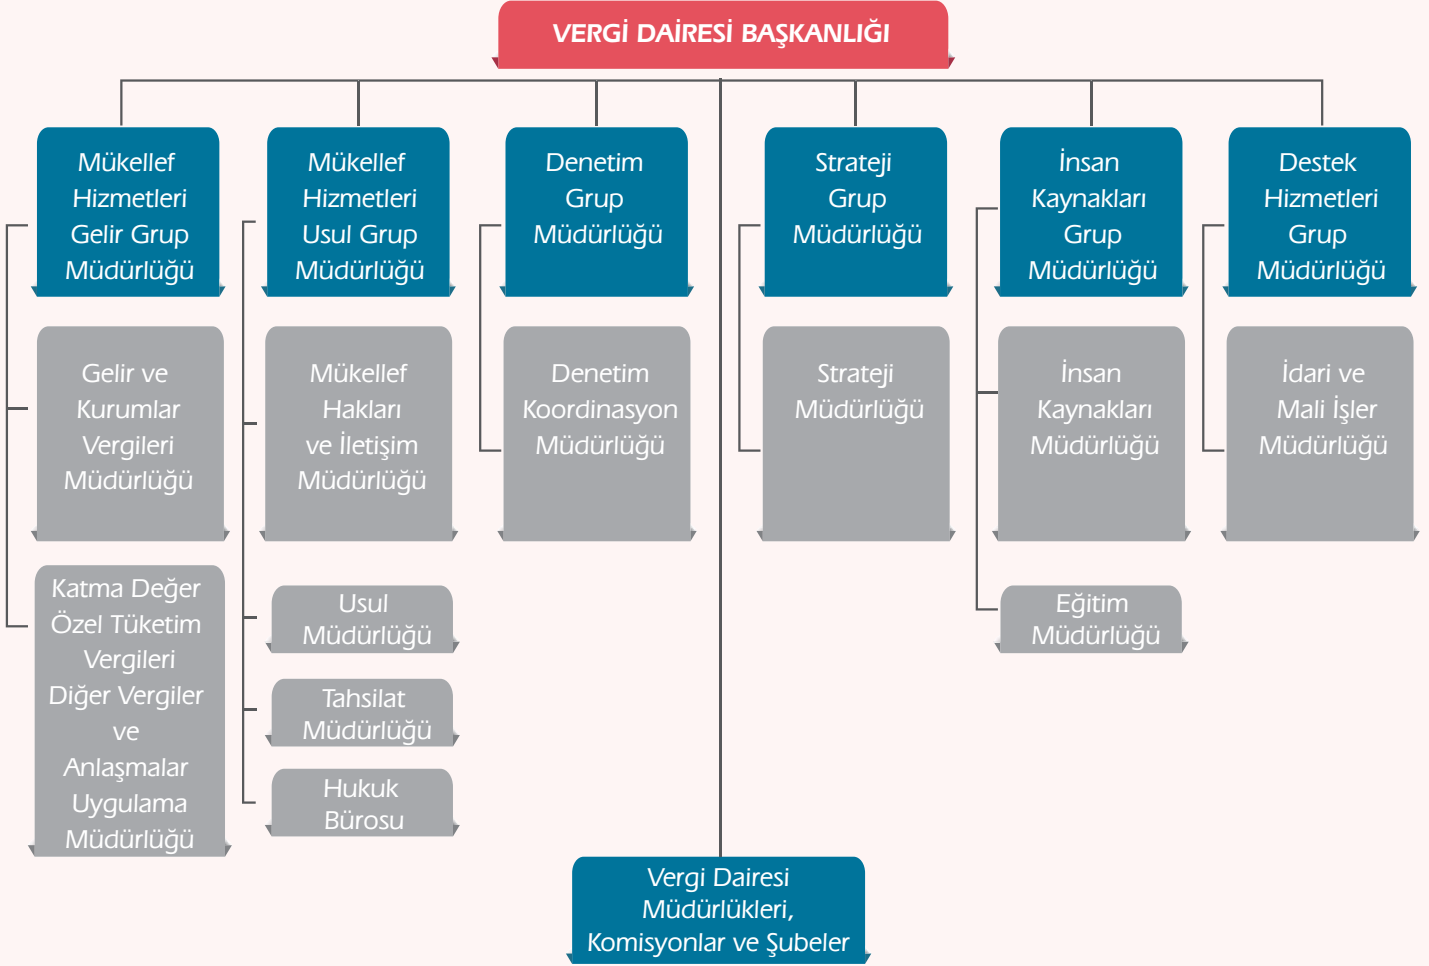 VERGİ DAİRESİ BAŞKANLIĞI
Mükellef
Hizmetleri
Gelir Grup
Müdürlüğü
Mükellef
Hizmetleri
Usul Grup
Müdürlüğü
Denetim
Grup
Müdürlüğü
Strateji
Grup
Müdürlüğü
İnsan
Kaynakları
Grup
Müdürlüğü
Destek
Hizmetleri
Grup
Müdürlüğü
Gelir ve
Kurumlar
Vergileri
Müdürlüğü
Mükellef
Hakları
ve İletişim
Müdürlüğü
Denetim
Koordinasyon
Müdürlüğü
Strateji
Müdürlüğü
İnsan
Kaynakları
Müdürlüğü
İdari ve
Mali İşler
Müdürlüğü
Katma Değer
Özel Tüketim
Vergileri
Diğer Vergiler
ve
Anlaşmalar
Uygulama
Müdürlüğü
Usul
Müdürlüğü
Tahsilat
Müdürlüğü
Hukuk
Bürosu
Eğitim
Müdürlüğü
Vergi Dairesi
Müdürlükleri,
Komisyonlar ve Şubeler